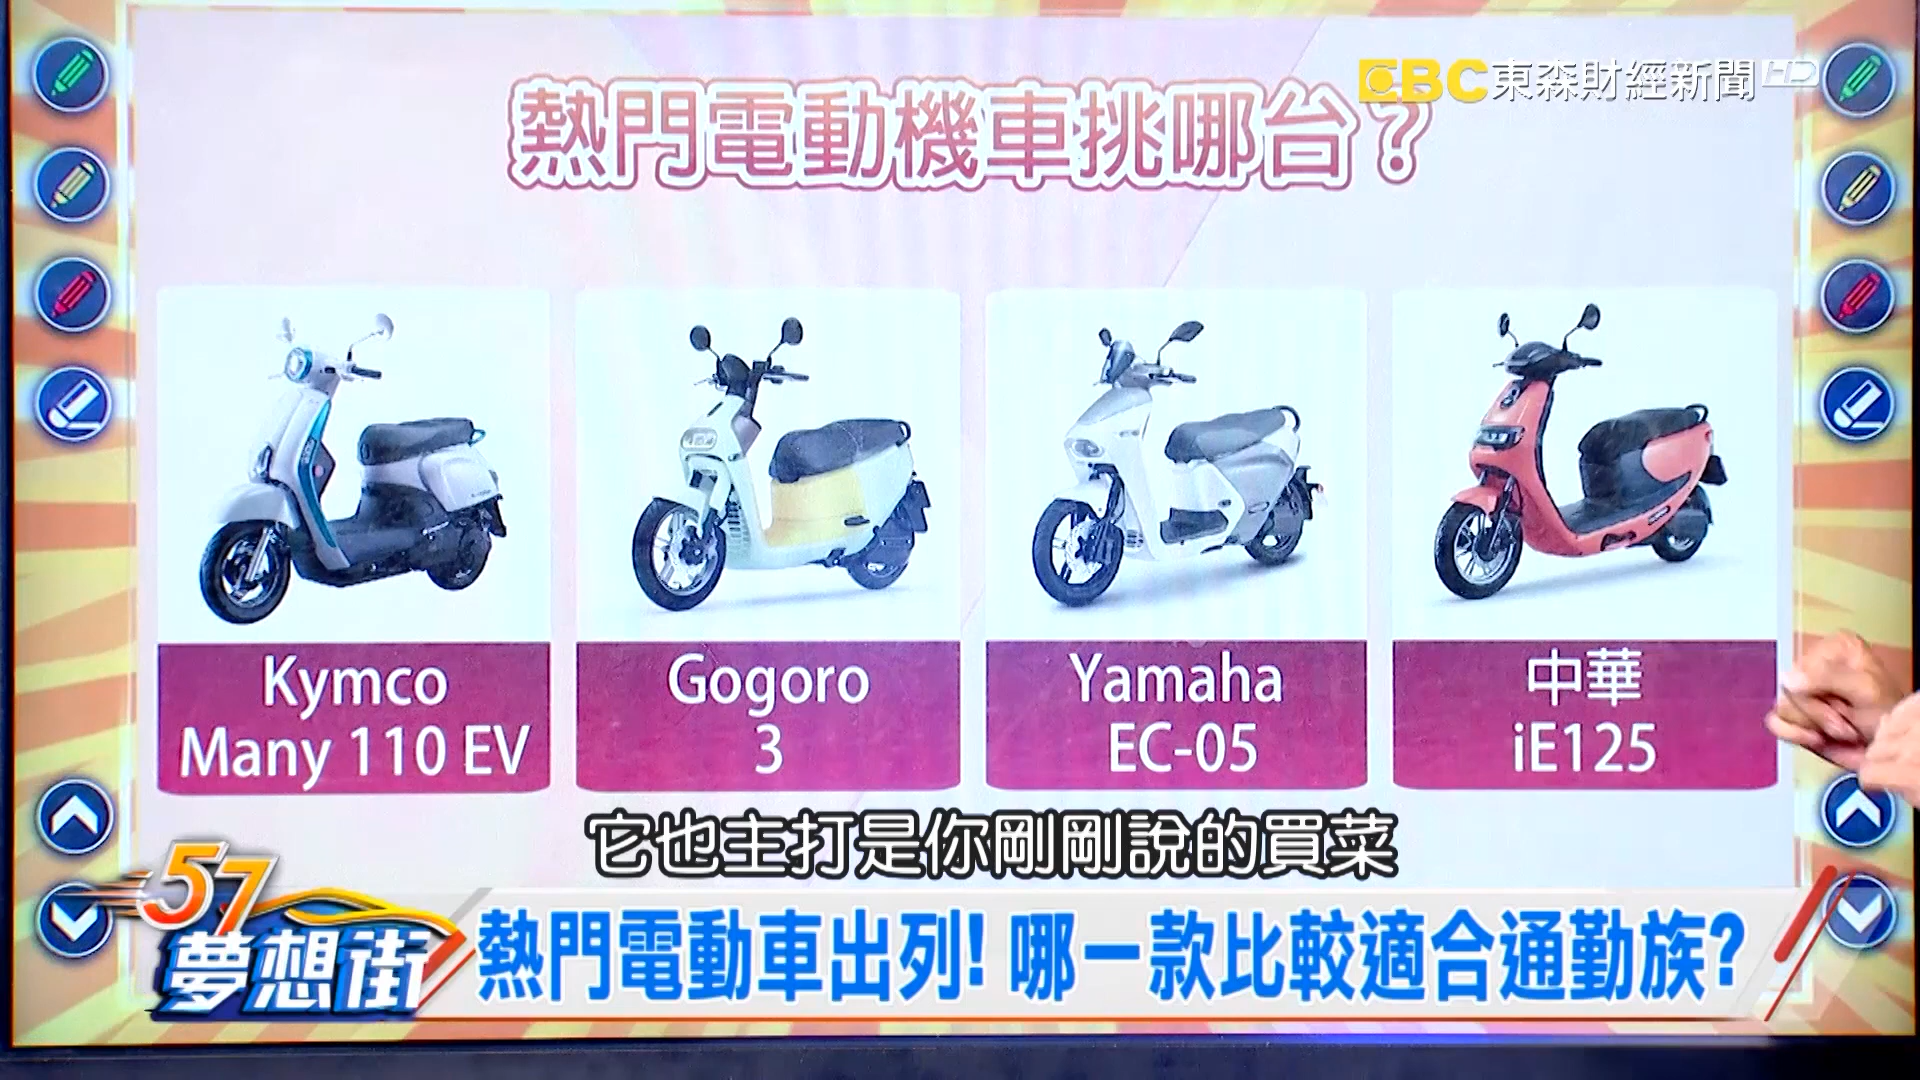 EBC 東森財經新聞 HD
熱門電動機車挑哪台？
Kymco
Many 110 EV
Gogoro
3
Yamaha
EC-05
中華
iE125
它也主打是你剛剛說的買菜
57
夢想街
熱門電動車出列! 哪一款比較適合通勤族?